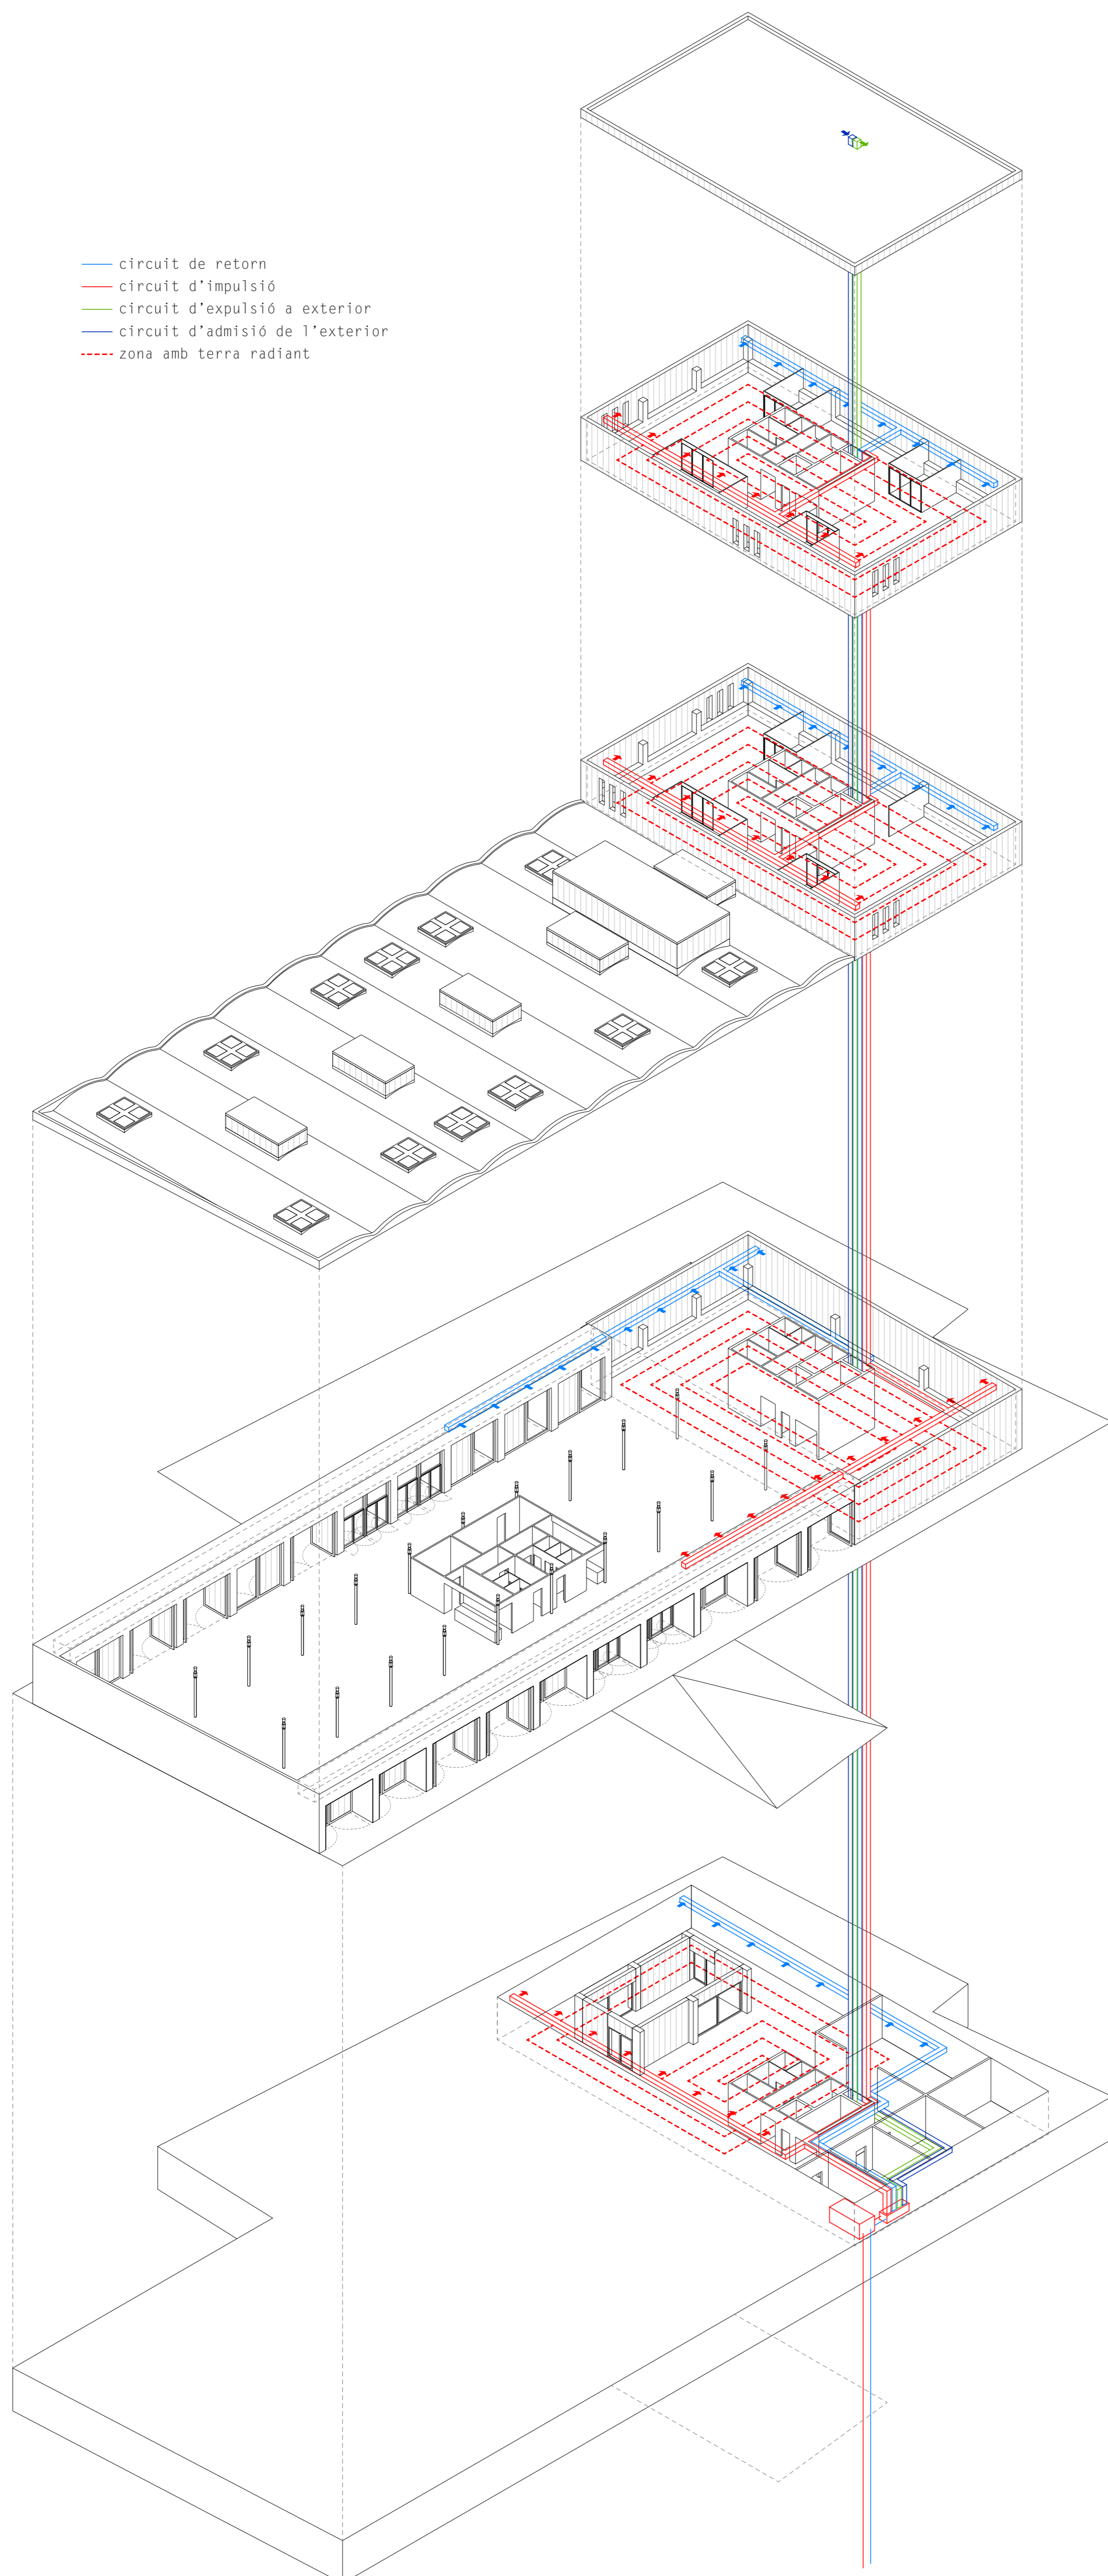 circuit de retorn
circuit d'impulsió
circuit d'expulsió a exterior
circuit d'admisió de l'exterior
zona amb terra radiant